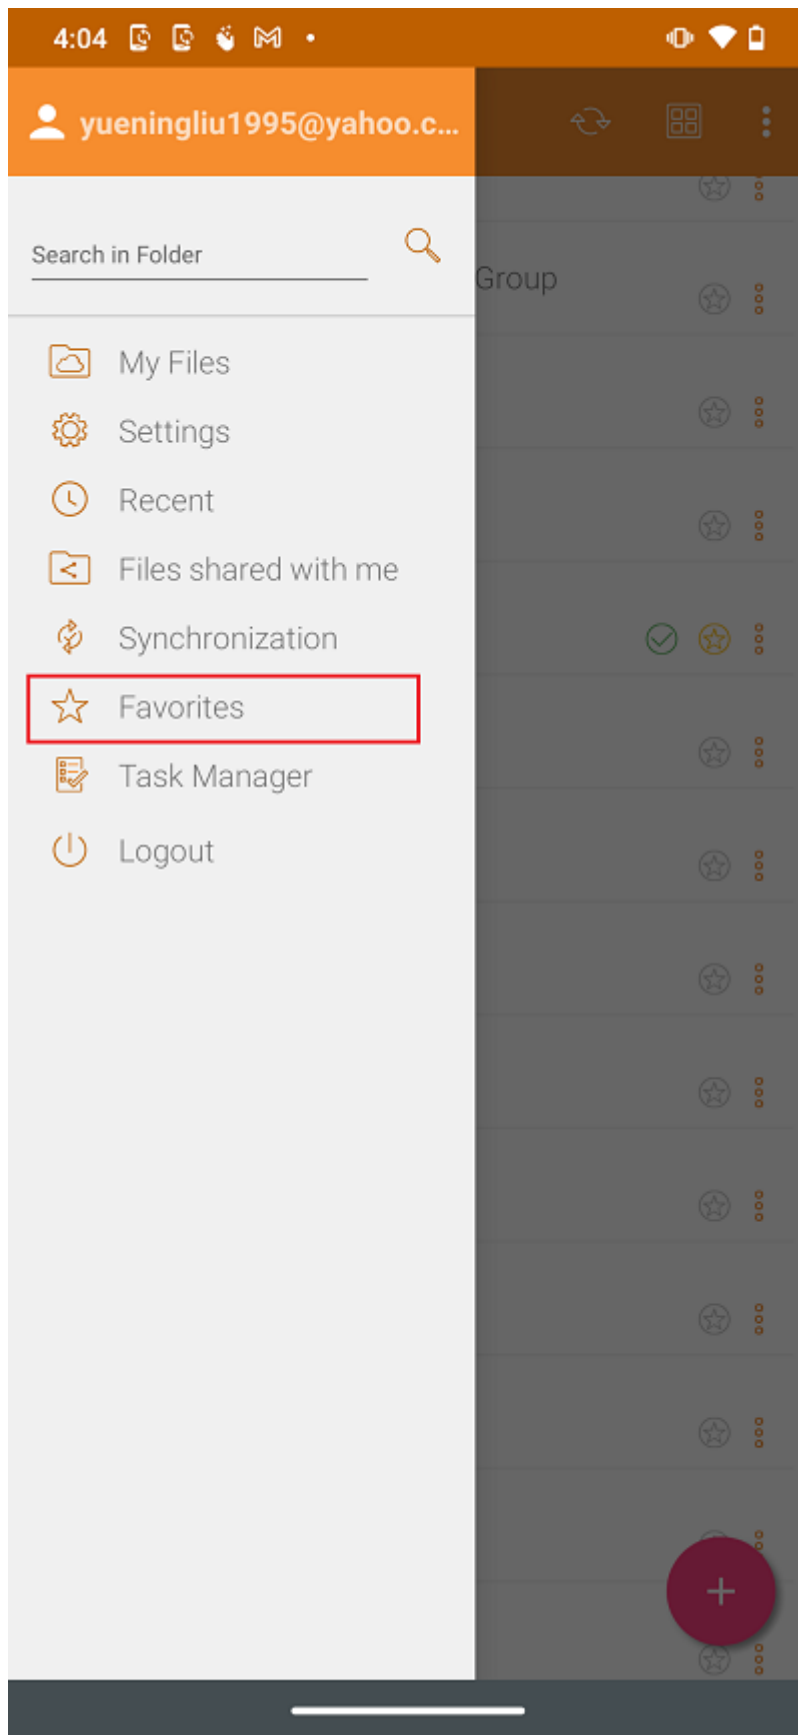 4:04
yueningliu1995@yahoo.c...
Search in Folder
Group
My Files
Settings
Recent
Files shared with me
Synchronization
Favorites
Task Manager
Logout